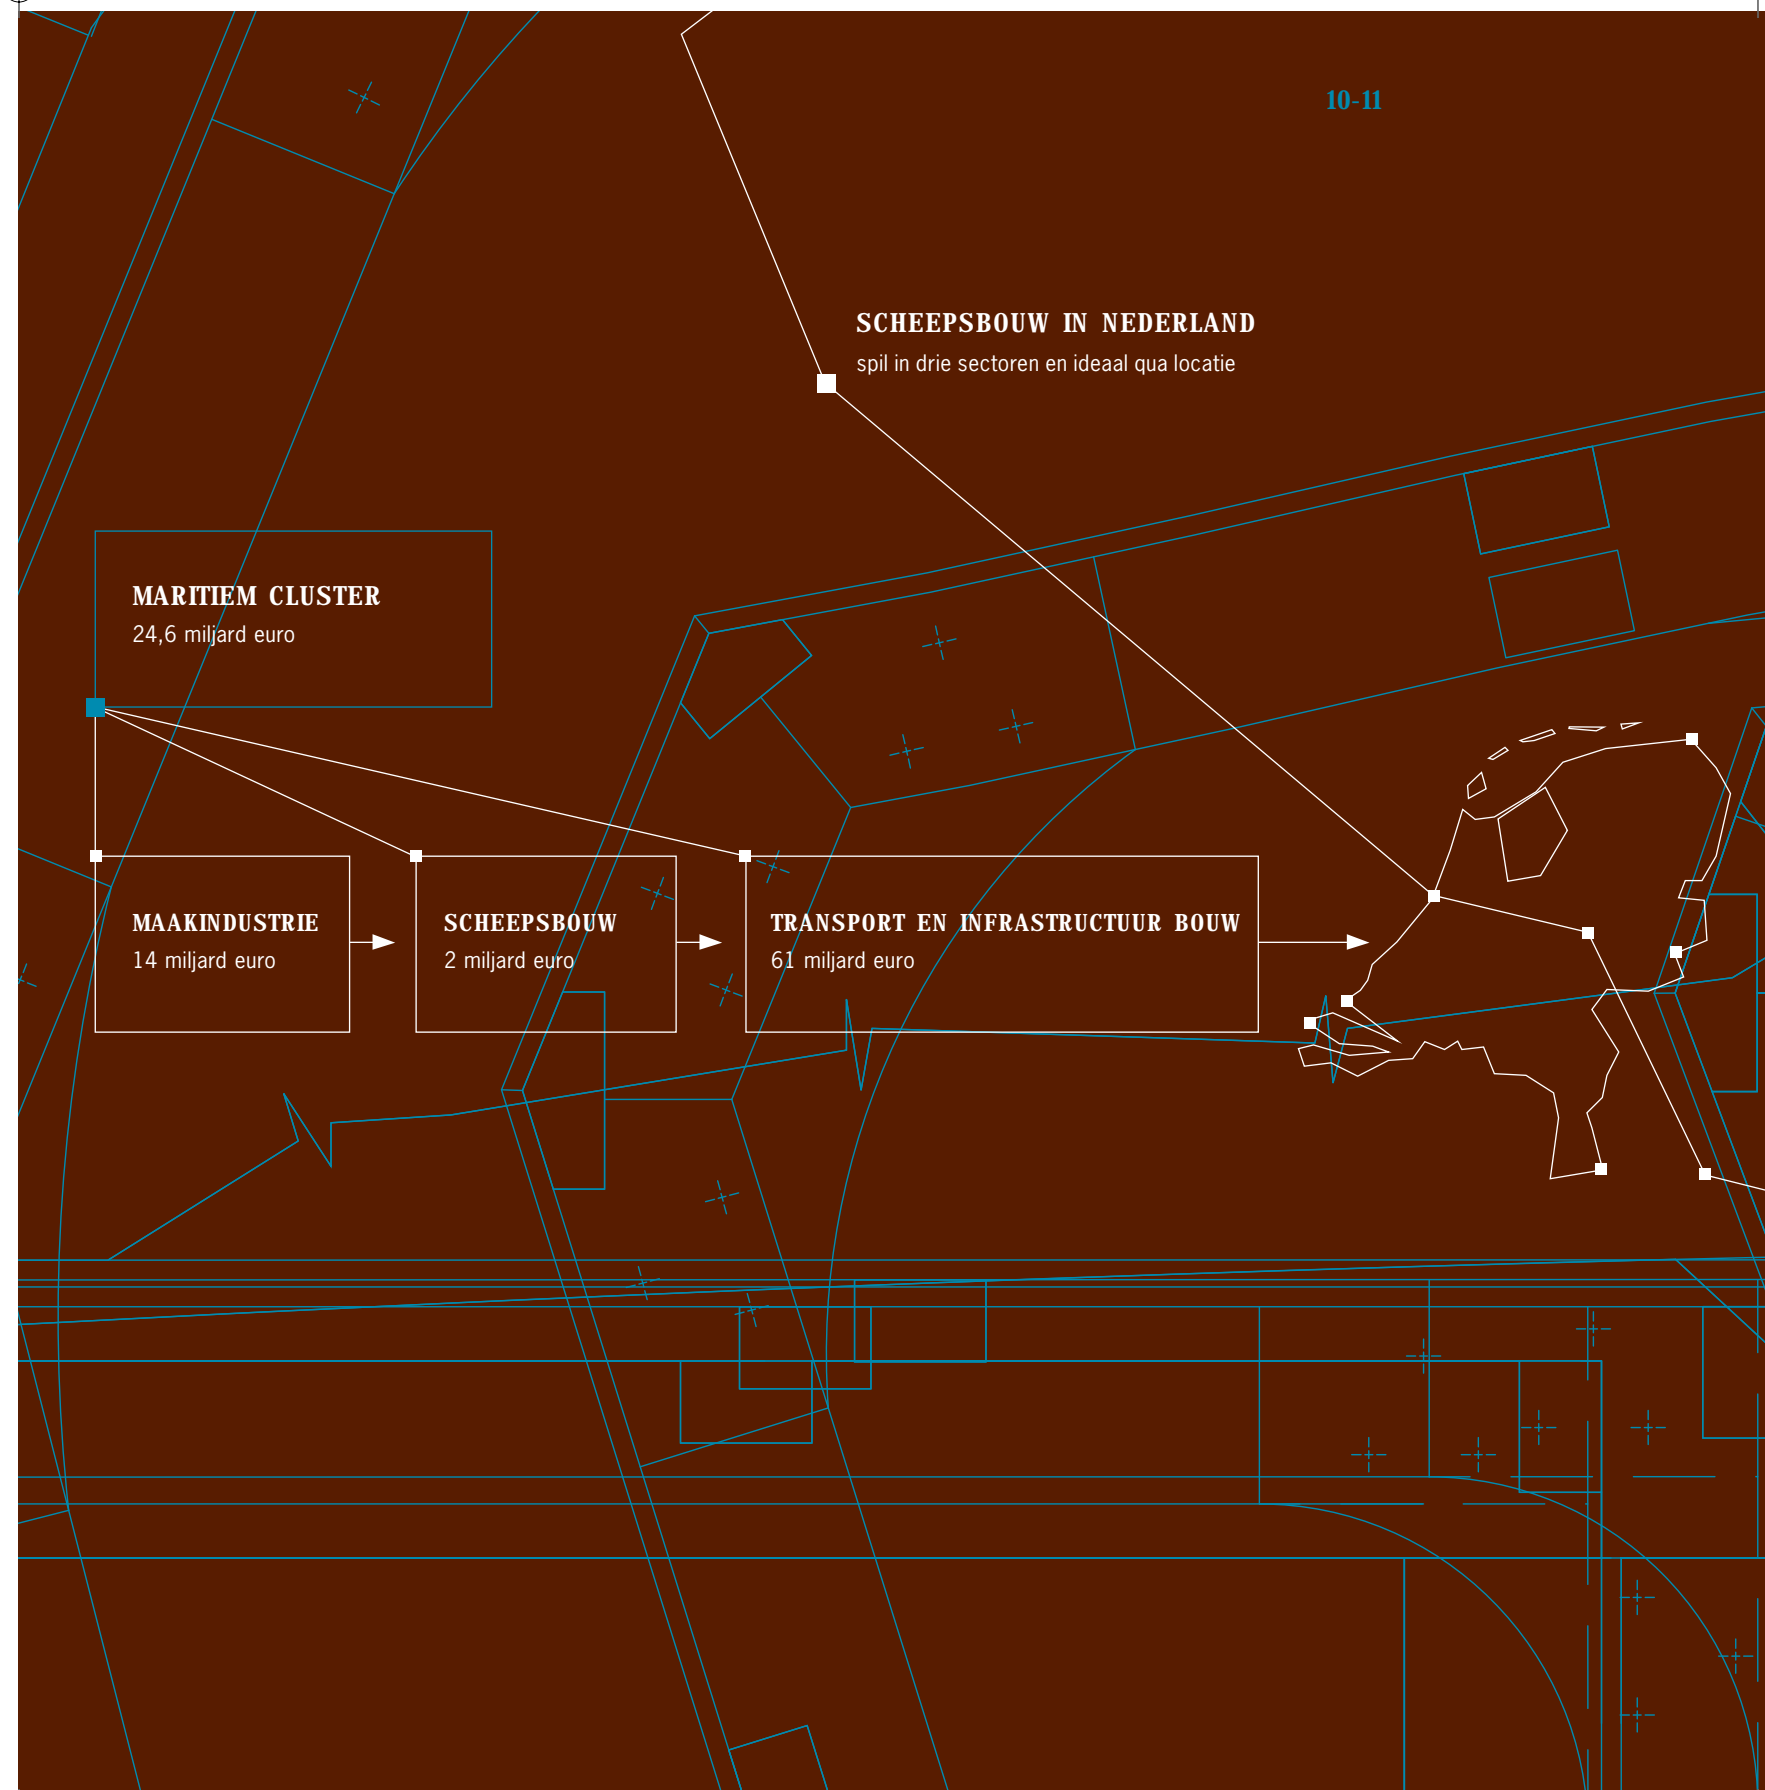 10-11
SCHEEPSBOUW IN NEDERLAND
spil in drie sectoren en ideaal qua locatie
MARITIEM CLUSTER
24,6 miljard euro
MAAKINDUSTRIE
14 miljard euro
SCHEEPSBOUW
2 miljard euro
TRANSPORT EN INFRASTRUCTUUR BOUW
61 miljard euro